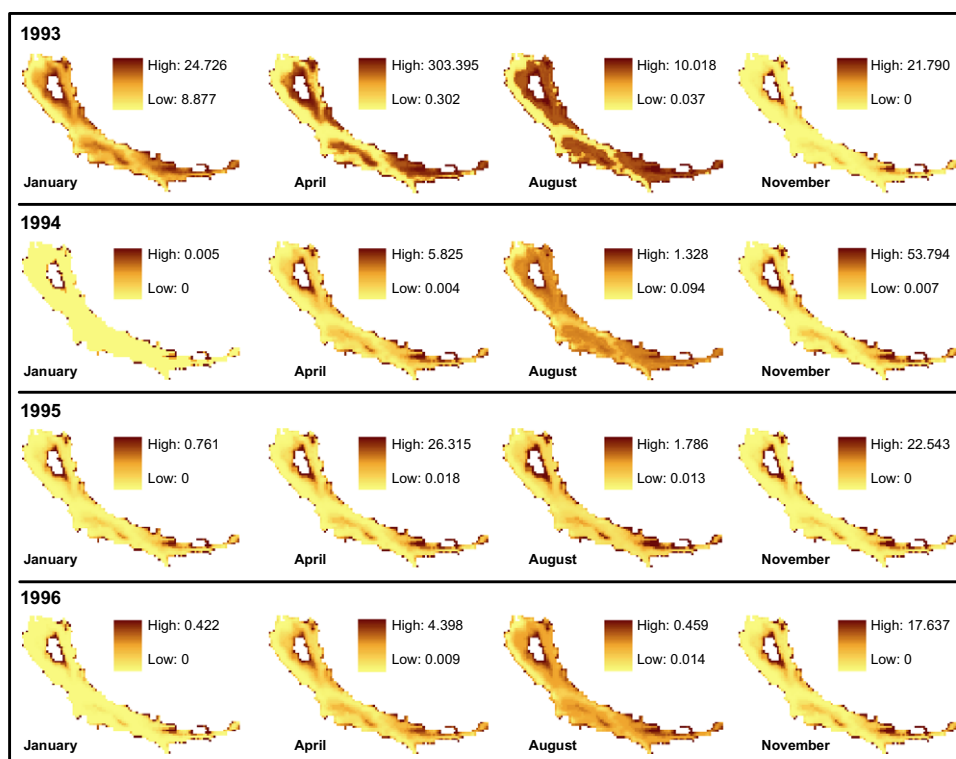 1993
High: 24.726
Low: 8.877
January
High: 303.395
Low: 0.302
April
High: 10.018
Low: 0.037
August
High: 21.790
Low: 0
November
1994
High: 0.005
Low: 0
January
High: 5.825
Low: 0.004
April
High: 1.328
Low: 0.094
August
High: 53.794
Low: 0.007
November
1995
High: 0.761
Low: 0
January
High: 26.315
Low: 0.018
April
High: 1.786
Low: 0.013
August
High: 22.543
Low: 0
November
1996
High: 0.422
Low: 0
January
High: 4.398
Low: 0.009
April
High: 0.459
Low: 0.014
August
High: 17.637
Low: 0
November